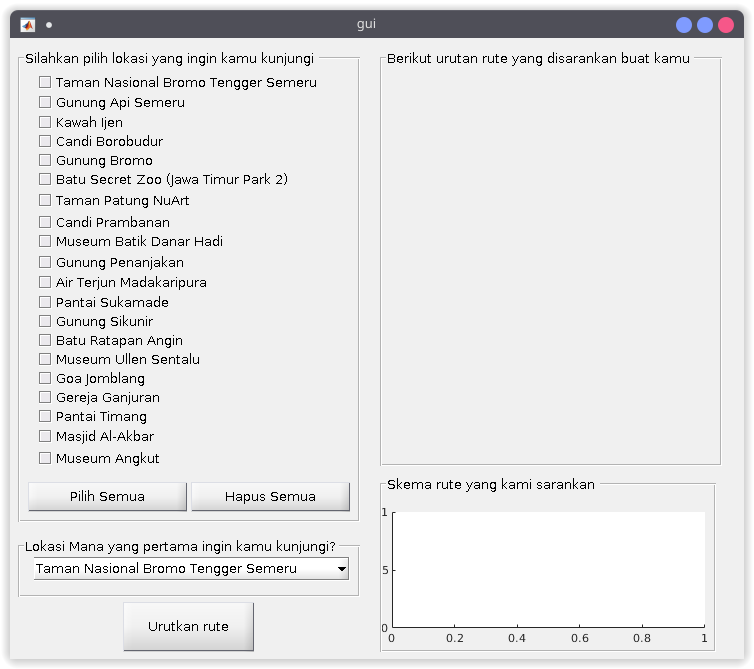 gui
Silahkan pilih lokasi yang ingin kamu kunjungi
Taman Nasional Bromo Tengger Semeru
Gunung Api Semeru
Kawah Ijen
Candi Borobudur
Gunung Bromo
Batu Secret Zoo (Jawa Timur Park 2)
Taman Patung NuArt
Candi Prambanan
Museum Batik Danar Hadi
Gunung Penanjakan
Air Terjun Madakaripura
Pantai Sukamade
Gunung Sikunir
Batu Ratapan Angin
Museum Ullen Sentalu
Goa Jomblang
Gereja Ganjuran
Pantai Timang
Masjid Al-Akbar
Museum Angkut
Pilih Semua
Hapus Semua
Lokasi Mana yang pertama ingin kamu kunjungi?
Taman Nasional Bromo Tengger Semeru
Urutkan rute
Berikut urutan rute yang disarankan buat kamu
Skema rute yang kami sarankan
1
5
0
0 0.2 0.4 0.6 0.8 1